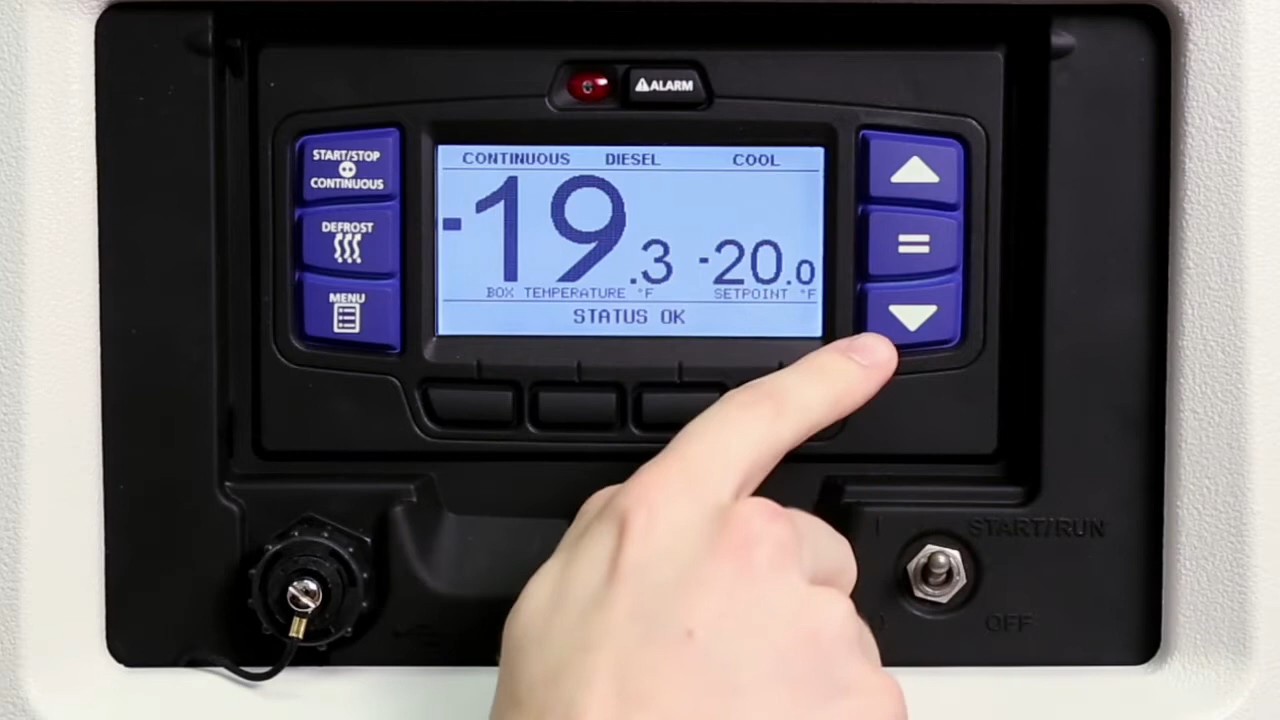 ALARM
START/STOP
CONTINUOUS
DEFROST
MENU
CONTINUOUS DIESEL COOL
-19.3 -20.0
BOX TEMPERATURE °F SETPOINT °F
STATUS OK
I START/RUN
OFF